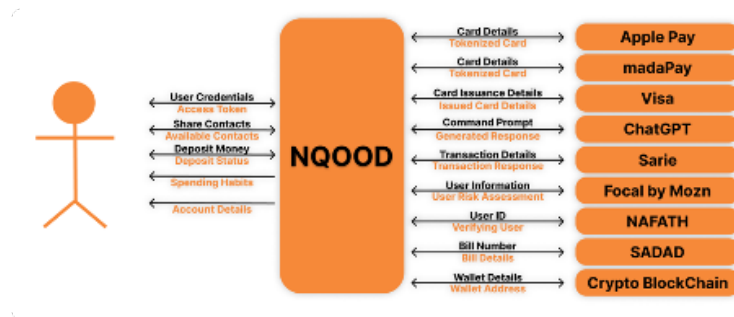 User Credentials
Access Token
Share Contacts
Available Contacts
Deposit Money
Deposit Status
Spending Habits
Account Details
NQOOD
Card Details
Tokenized Card
Card Details
Tokenized Card
Card Issuance Details
Issued Card Details
Command Prompt
Generated Response
Transaction Details
Transaction Response
User Information
User Risk Assessment
User ID
Verifying User
Bill Number
Bill Details
Wallet Details
Wallet Address
Apple Pay
madaPay
Visa
ChatGPT
Sarie
Focal by Mozn
NAFATH
SADAD
Crypto BlockChain